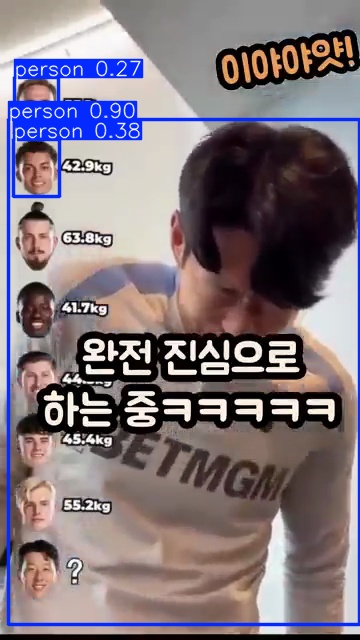 이야야얏!
person 0.27
person 0.90
person 0.38
42.9kg
63.8kg
41.7kg
완전 진심으로
하는 중ㅋㅋㅋㅋㅋ
45.4kg
BETMGM
55.2kg
?